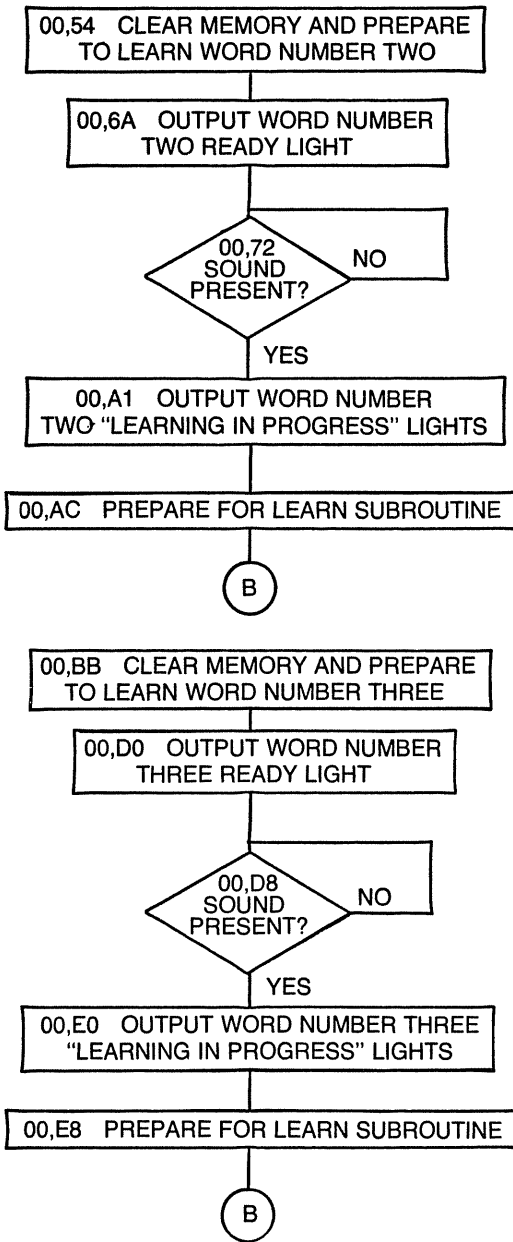 00,54 CLEAR MEMORY AND PREPARE
TO LEARN WORD NUMBER TWO
00,6A OUTPUT WORD NUMBER
TWO READY LIGHT
00,72
SOUND
PRESENT?
NO
YES
00,A1 OUTPUT WORD NUMBER
TWO "LEARNING IN PROGRESS" LIGHTS
00,AC PREPARE FOR LEARN SUBROUTINE
B
00,BB CLEAR MEMORY AND PREPARE
TO LEARN WORD NUMBER THREE
00,D0 OUTPUT WORD NUMBER
THREE READY LIGHT
00,D8
SOUND
PRESENT?
NO
YES
00,E0 OUTPUT WORD NUMBER THREE
"LEARNING IN PROGRESS" LIGHTS
00,E8 PREPARE FOR LEARN SUBROUTINE
B